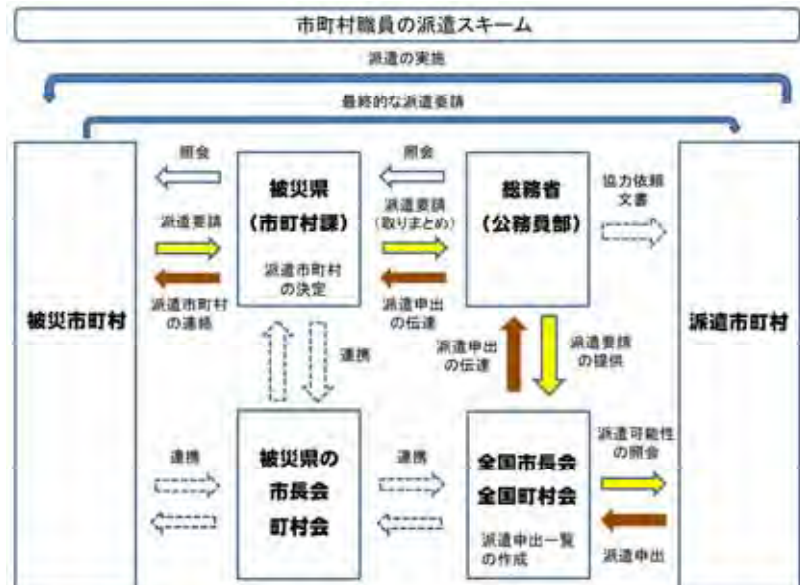 市町村職員の派遣スキーム
派遣の実施
最終的な派遣要請
被災市町村
照会
派遣要請
派遣市町村
の連絡
被災県
（市町村課）
派遣市町村
の決定
照会
派遣要請
（取りまとめ）
派遣申出
の伝達
総務省
（公務員部）
協力依頼
文書
派遣市町村
連携
派遣申出
の伝達
派遣要請
の提供
連携
被災県の
市長会
町村会
連携
全国市長会
全国町村会
派遣申出一覧
の作成
派遣可能性
の照会
派遣申出